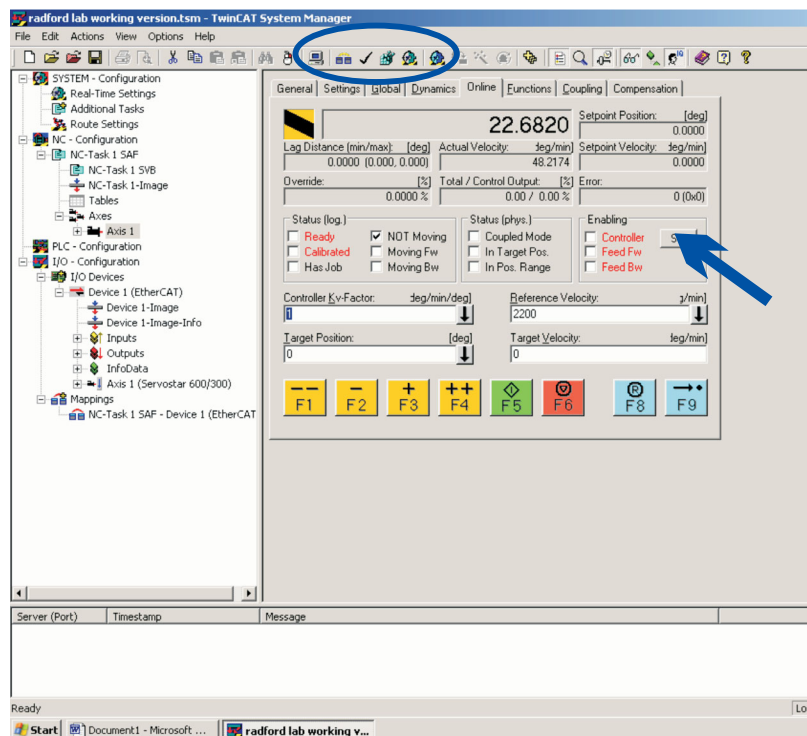 radford lab working version.tsm - TwinCAT System Manager
File Edit Actions View Options Help
SYSTEM - Configuration
Real-Time Settings
Additional Tasks
Route Settings
NC - Configuration
NC-Task 1 SAF
NC-Task 1 SVB
NC-Task 1-Image
Tables
Axes
Axis 1
PLC - Configuration
I/O - Configuration
I/O Devices
Device 1 (EtherCAT)
Device 1-Image
Device 1-Image-Info
Inputs
Outputs
InfoData
Axis 1 (Servostar 600/300)
Mappings
NC-Task 1 SAF - Device 1 (EtherCAT
General Settings Global Dynamics Online Functions Coupling Compensation
22.6820
Setpoint Position: [deg]
0.0000
Lag Distance (min/max): [deg] Actual Velocity: deg/min] Setpoint Velocity: deg/min]
0.0000 (0.000, 0.000) 48.2174 0.0000
Override: [%] Total / Control Output: [%] Error:
0.0000 % 0.00 / 0.00 % 0 (0x0)
Status (log.) Status (phys.) Enabling
Ready NOT Moving Coupled Mode Controller
Calibrated Moving Fw In Target Pos. Feed Fw
Has Job Moving Bw In Pos. Range Feed Bw
Controller Kv-Factor: deg/min/deg] Reference Velocity: /min]
1 2200
Target Position: [deg] Target Velocity: deg/min]
0 0
-- - + ++ R
F1 F2 F3 F4 F5 F6 F8 F9
Server (Port) Timestamp Message
Ready Lo
Start Document1 - Microsoft ... radford lab working v...